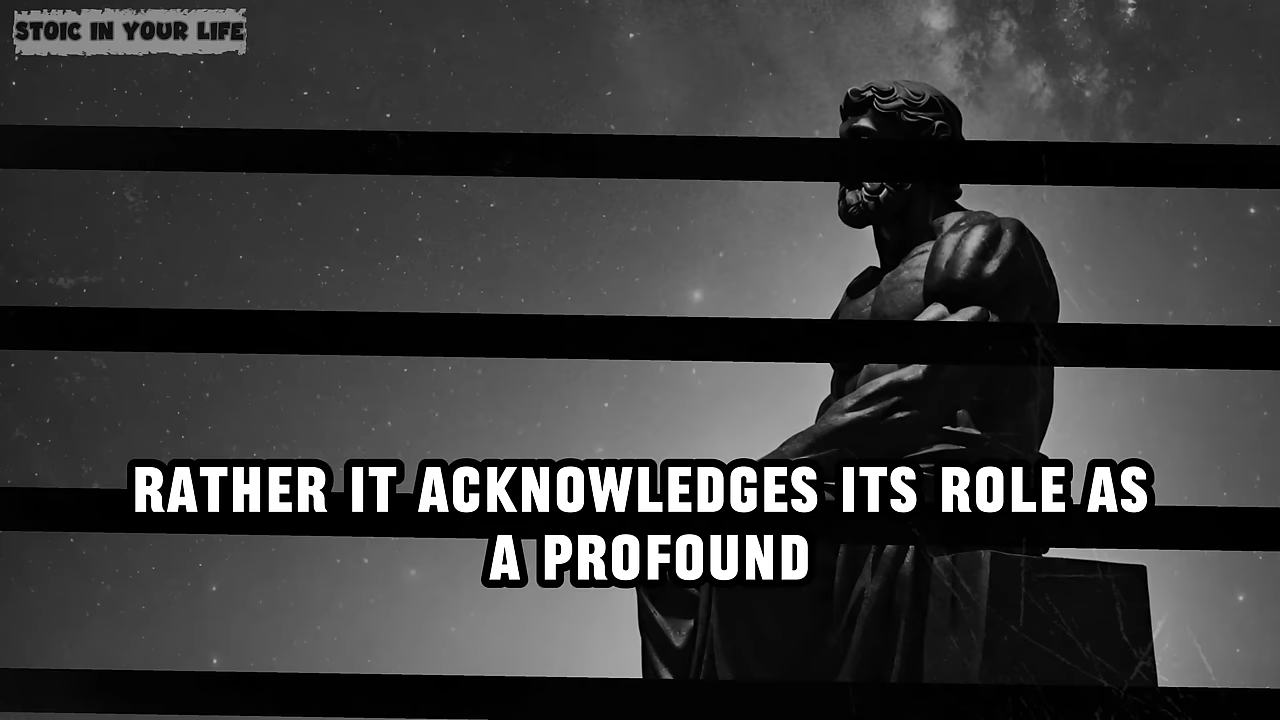 STOIC IN YOUR LIFE
RATHER IT ACKNOWLEDGES ITS ROLE AS
A PROFOUND